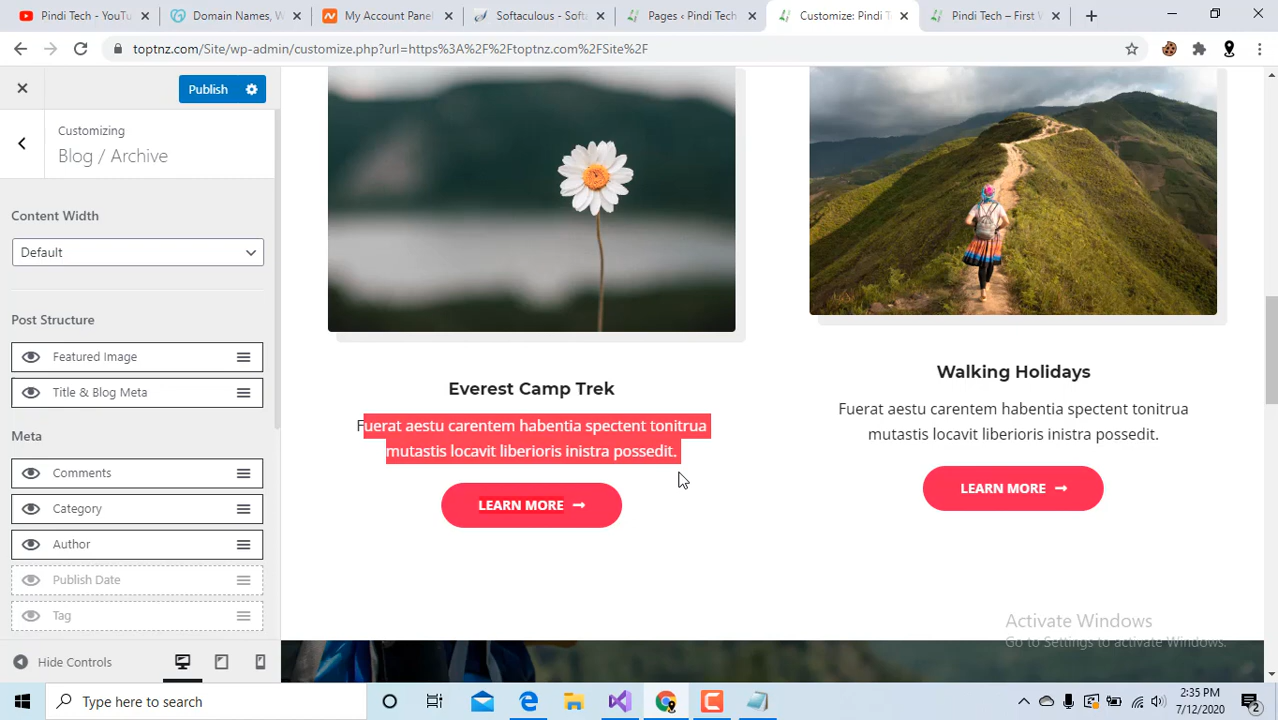 Pindi Tech - YouTu
Domain Names, W
My Account Panel
Softaculous - Softa
Pages ‹ Pindi Tech
Customize: Pindi T
Pindi Tech – First V
toptnz.com/Site/wp-admin/customize.php?url=https%3A%2F%2Ftoptnz.com%2FSite%2F
Publish
Customizing
Blog / Archive
Content Width
Default
Post Structure
Featured Image
Title & Blog Meta
Meta
Comments
Category
Author
Publish Date
Tag
Hide Controls
Everest Camp Trek
Fuerat aestu carentem habentia spectent tonitrua
mutastis locavit liberioris inistra possedit.
LEARN MORE
Walking Holidays
Fuerat aestu carentem habentia spectent tonitrua
mutastis locavit liberioris inistra possedit.
LEARN MORE
Activate Windows
Go to Settings to activate Windows.
Type here to search
2:35 PM
7/12/2020
2